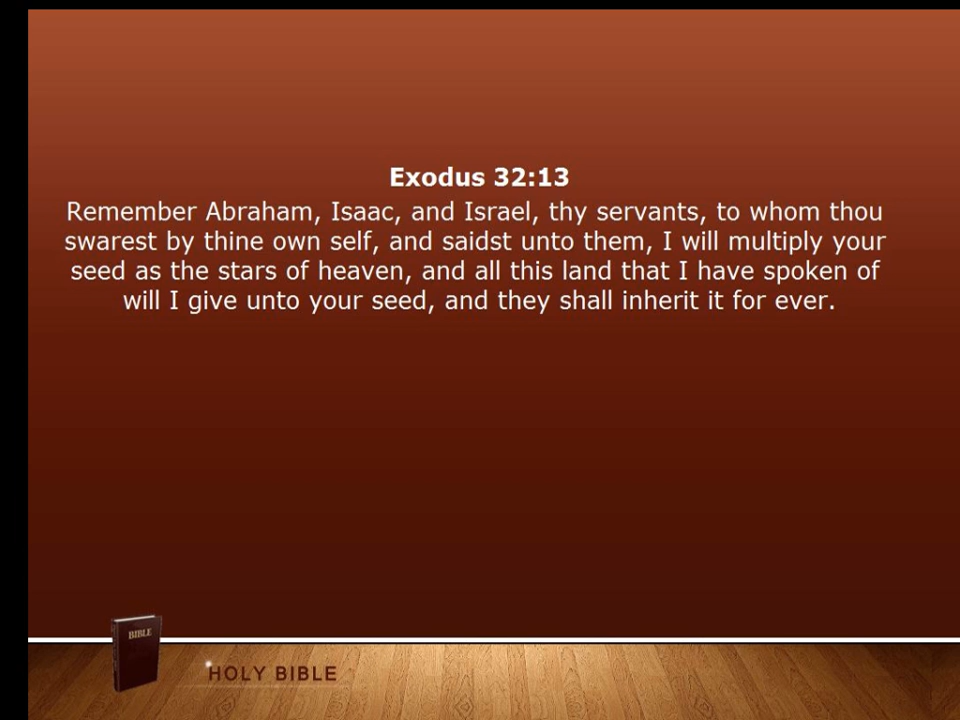 Exodus 32:13
Remember Abraham, Isaac, and Israel, thy servants, to whom thou
swarest by thine own self, and saidst unto them, I will multiply your
seed as the stars of heaven, and all this land that I have spoken of
will I give unto your seed, and they shall inherit it for ever.
BIBLE
HOLY BIBLE